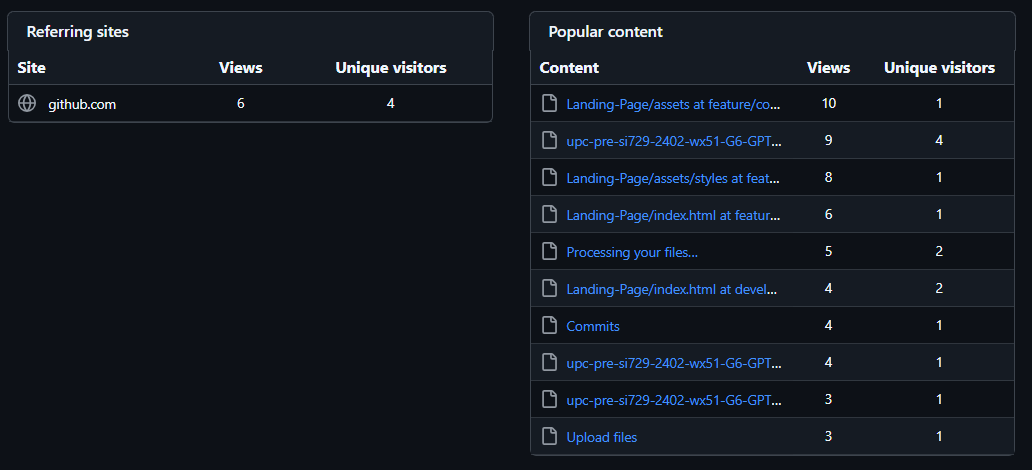 Referring sites
Site Views Unique visitors
github.com 6 4
Popular content
Content Views Unique visitors
Landing-Page/assets at feature/co... 10 1
upc-pre-si729-2402-wx51-G6-GPT... 9 4
Landing-Page/assets/styles at feat... 8 1
Landing-Page/index.html at featur... 6 1
Processing your files... 5 2
Landing-Page/index.html at devel... 4 2
Commits 4 1
upc-pre-si729-2402-wx51-G6-GPT... 4 1
upc-pre-si729-2402-wx51-G6-GPT... 3 1
Upload files 3 1